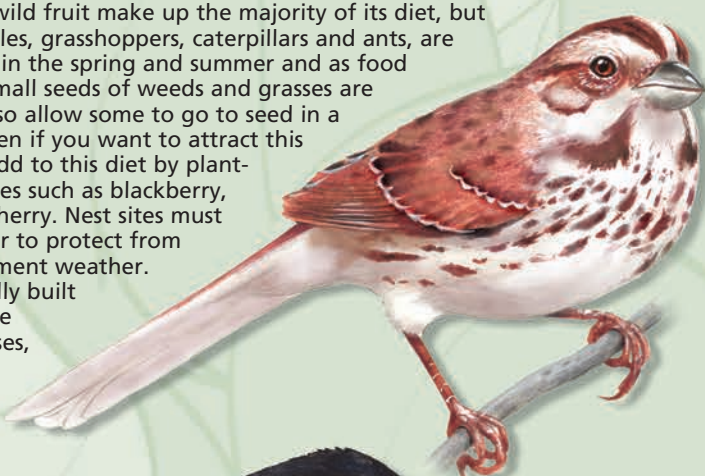 wild fruit make up the majority of its diet, but
les, grasshoppers, caterpillars and ants, are
in the spring and summer and as food
mall seeds of weeds and grasses are
so allow some to go to seed in a
en if you want to attract this
dd to this diet by plant-
es such as blackberry,
herry. Nest sites must
r to protect from
ment weather.
lly built
e
ses,